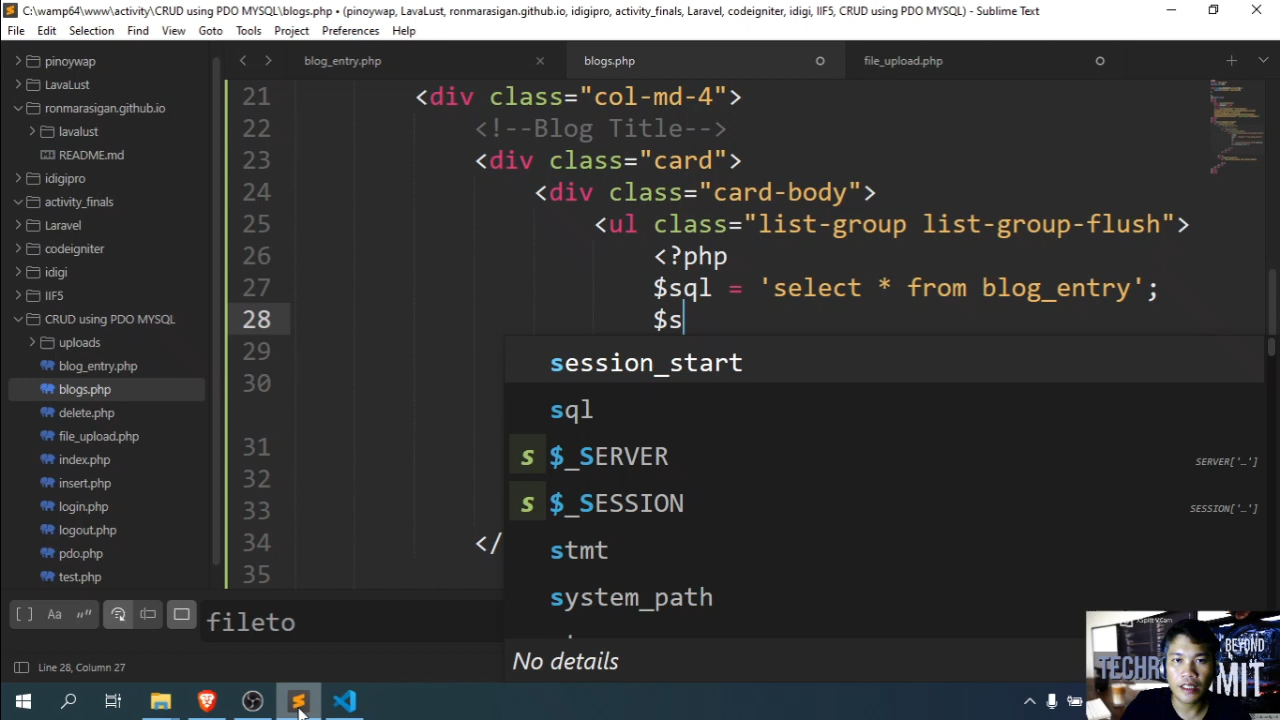 C:\wamp64\www\activity\CRUD using PDO MYSQL\blogs.php • (pinoywap, LavaLust, ronmarasigan.github.io, idigipro, activity_finals, Laravel, codeigniter, idigi, IIF5, CRUD using PDO MYSQL) - Sublime Text
File Edit Selection Find View Goto Tools Project Preferences Help
pinoywap
LavaLust
ronmarasigan.github.io
lavalust
README.md
idigipro
activity_finals
Laravel
codeigniter
idigi
IIF5
CRUD using PDO MYSQL
uploads
blog_entry.php
blogs.php
delete.php
file_upload.php
index.php
insert.php
login.php
logout.php
pdo.php
test.php
blog_entry.php blogs.php file_upload.php
21 <div class="col-md-4">
22 <!--Blog Title-->
23 <div class="card">
24 <div class="card-body">
25 <ul class="list-group list-group-flush">
26 <?php
27 $sql = 'select * from blog_entry';
28 $s
29
30
31
32
33
34 </
35
session_start
sql
s $_SERVER SERVER['…']
s $_SESSION SESSION['…']
stmt
system_path
No details
[ ] Aa “”
fileto
Line 28, Column 27
BEYOND
TECHR
MIT